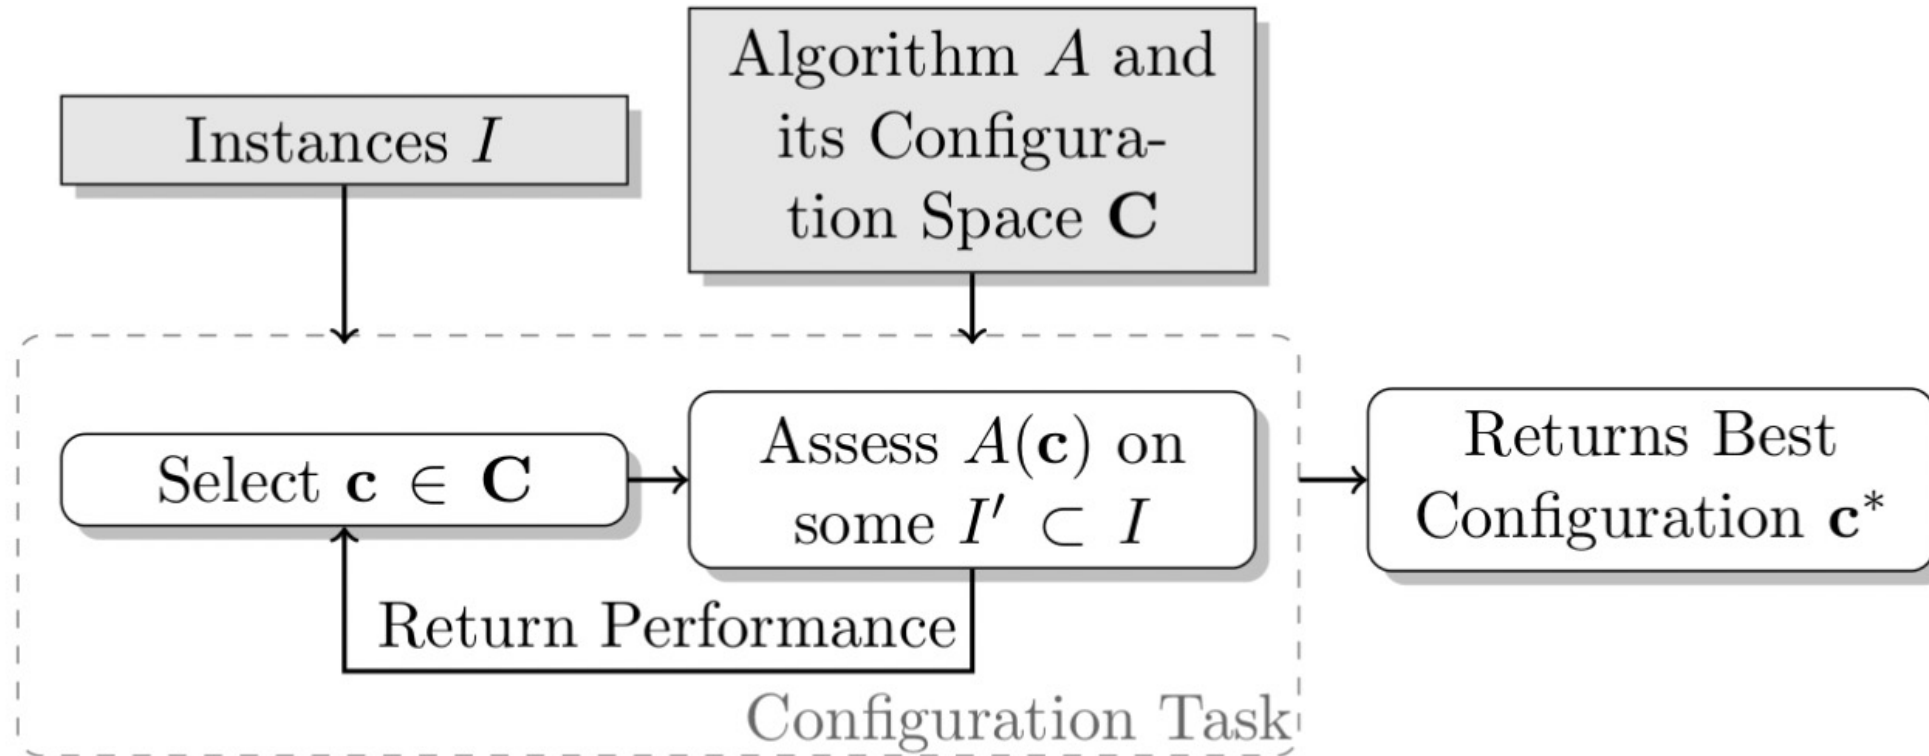 Instances I
Algorithm A and
its Configura-
tion Space C
Select c ∈ C
Assess A(c) on
some I′ ⊂ I
Return Performance
Configuration Task
Returns Best
Configuration c*